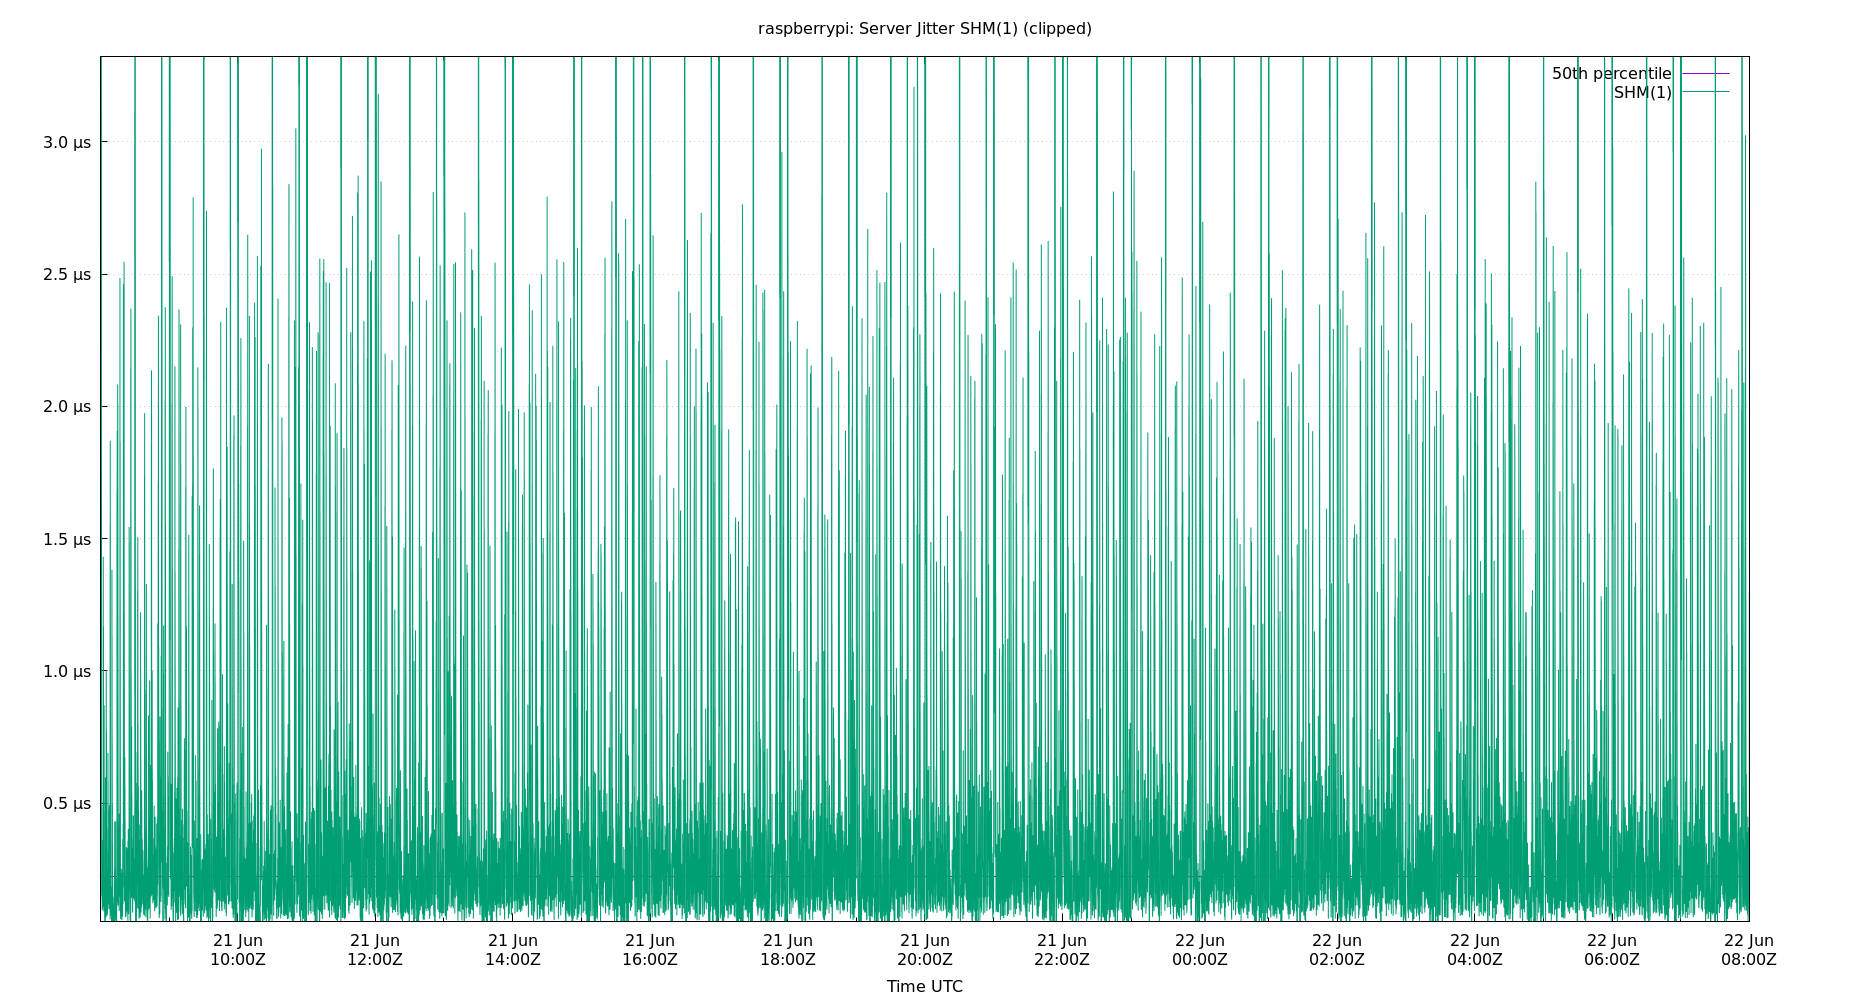 raspberrypi: Server Jitter SHM(1) (clipped)
50th percentile
SHM(1)
3.0 µs
2.5 µs
2.0 µs
1.5 µs
1.0 µs
0.5 µs
21 Jun 21 Jun 21 Jun 21 Jun 21 Jun 21 Jun 21 Jun 22 Jun 22 Jun 22 Jun 22 Jun 22 Jun
10:00Z 12:00Z 14:00Z 16:00Z 18:00Z 20:00Z 22:00Z 00:00Z 02:00Z 04:00Z 06:00Z 08:00Z
Time UTC